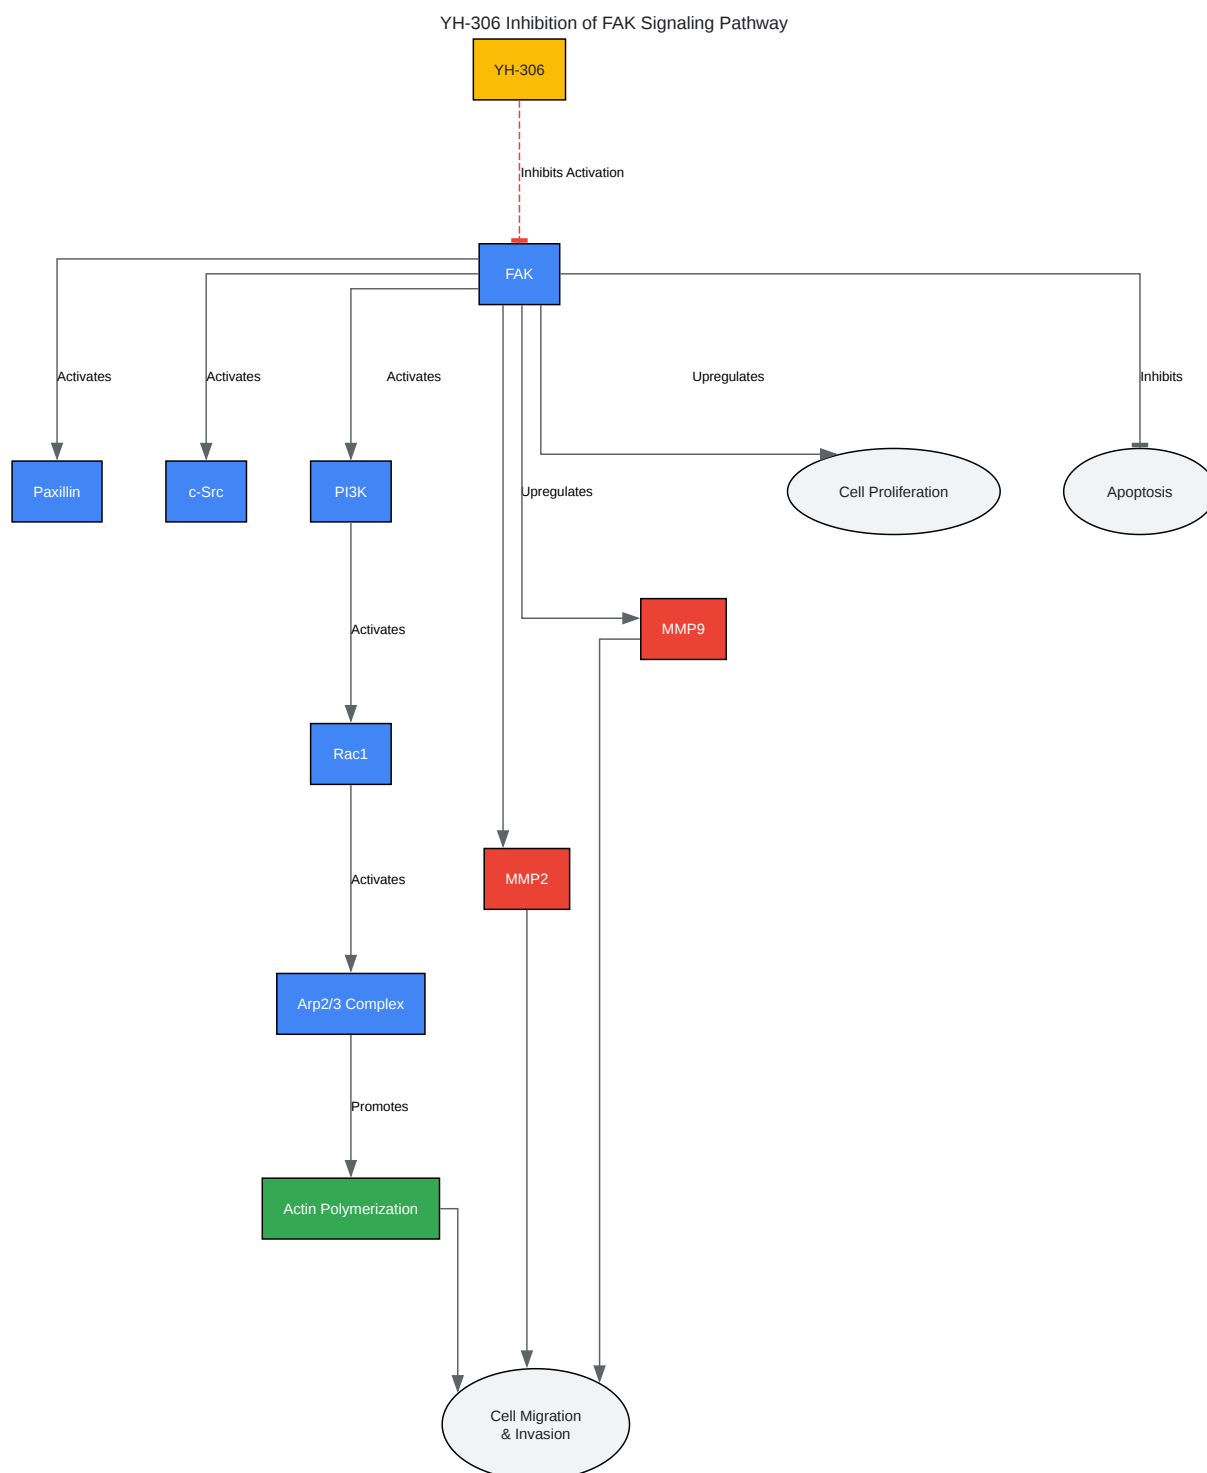 YH-306 Inhibition of FAK Signaling Pathway
YH-306
Inhibits Activation
FAK
Activates
Activates
Activates
Upregulates
Inhibits
Paxillin
c-Src
PI3K
Upregulates
Cell Proliferation
Apoptosis
Activates
MMP9
Rac1
Activates
MMP2
Arp2/3 Complex
Promotes
Actin Polymerization
Cell Migration
& Invasion